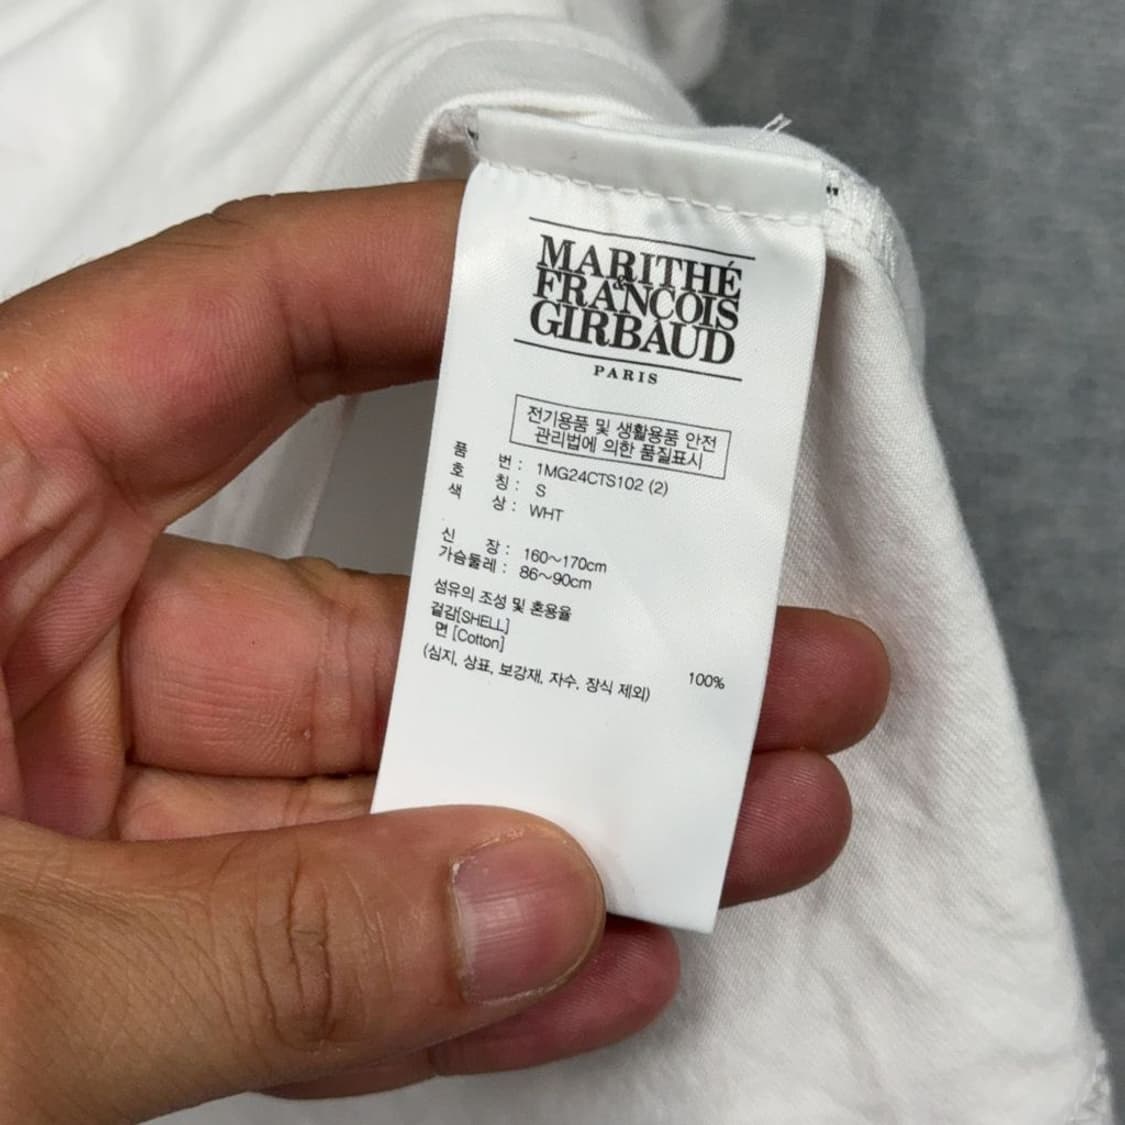 MARITHÉ
&
FRANCOIS
GIRBAUD
PARIS
전기용품 및 생활용품 안전
관리법에 의한 품질표시
품 번 : 1MG24CTS102 (2)
호 칭 : S
색 상 : WHT
신 장 : 160~170cm
가슴둘레 : 86~90cm
섬유의 조성 및 혼용율
겉감[SHELL]
면 [Cotton] 100%
(심지, 상표, 보강재, 자수, 장식 제외)